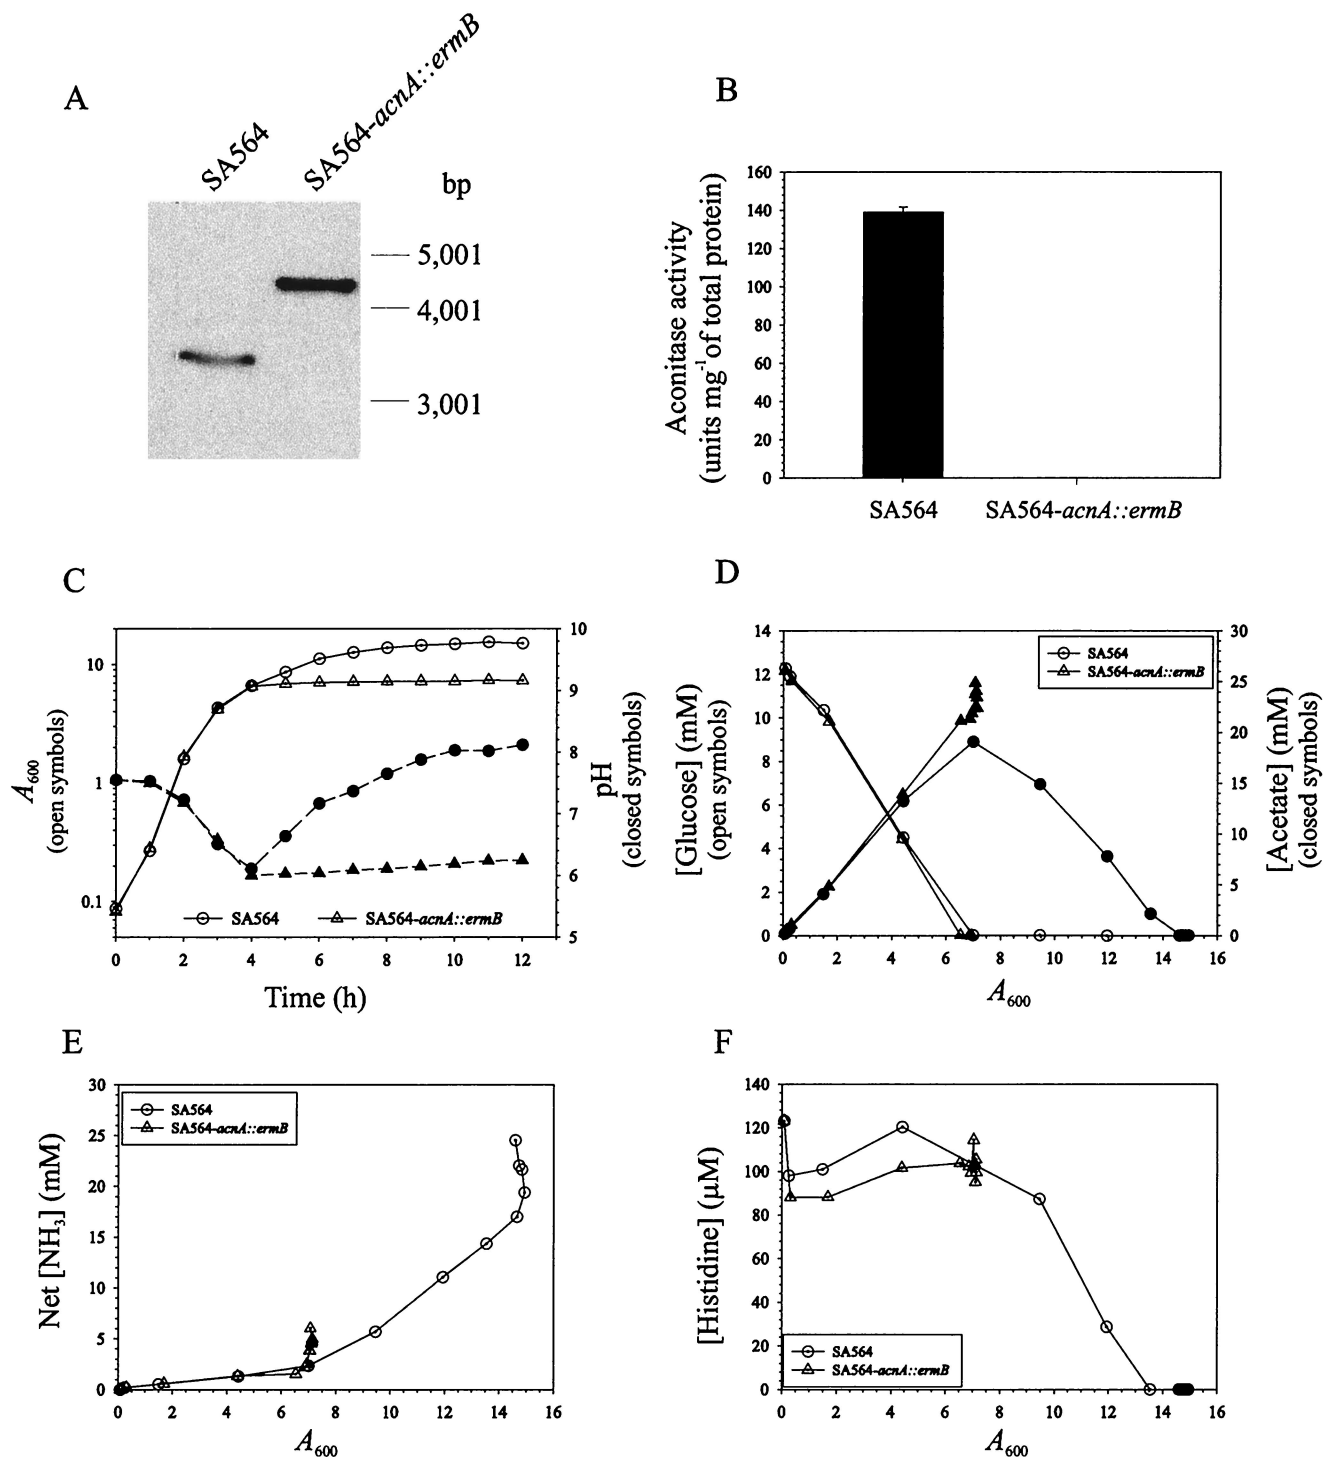 A
SA564
SA564-acnA::ermB
bp
5,001
4,001
3,001
B
Aconitase activity
(units mg-1 of total protein)
160
140
120
100
80
60
40
20
0
SA564
SA564-acnA::ermB
C
A600
(open symbols)
10
1
0.1
pH
(closed symbols)
10
9
8
7
6
5
SA564
SA564-acnA::ermB
0 2 4 6 8 10 12
Time (h)
D
[Glucose] (mM)
(open symbols)
14
12
10
8
6
4
2
0
SA564
SA564-acnA::ermB
[Acetate] (mM)
(closed symbols)
30
25
20
15
10
5
0
0 2 4 6 8 10 12 14 16
A600
E
Net [NH3] (mM)
30
25
20
15
10
5
0
SA564
SA564-acnA::ermB
0 2 4 6 8 10 12 14 16
A600
F
[Histidine] (µM)
140
120
100
80
60
40
20
0
SA564
SA564-acnA::ermB
0 2 4 6 8 10 12 14 16
A600